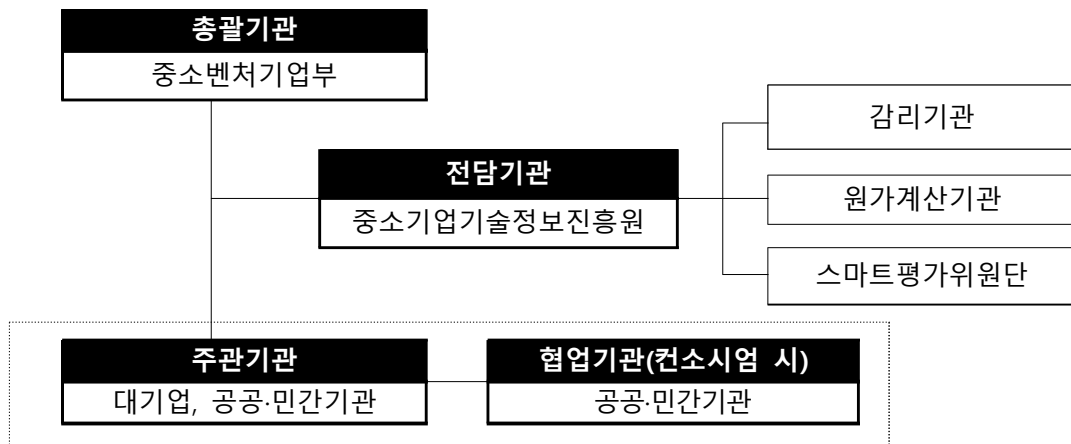 총괄기관
중소벤처기업부
감리기관
전담기관
중소기업기술정보진흥원
원가계산기관
스마트평가위원단
주관기관
대기업, 공공·민간기관
협업기관(컨소시엄 시)
공공·민간기관